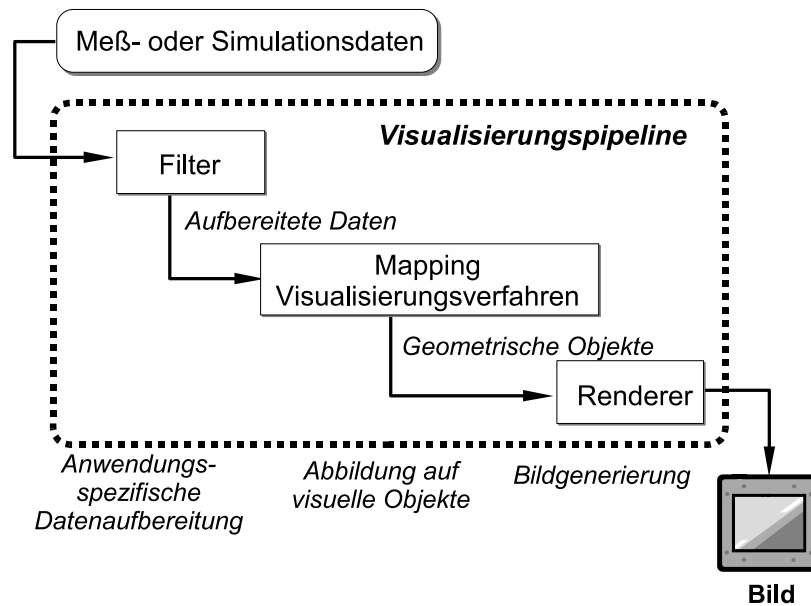 Meß- oder Simulationsdaten
Visualisierungspipeline
Filter
Aufbereitete Daten
Mapping
Visualisierungsverfahren
Geometrische Objekte
Renderer
Anwendungs-
spezifische
Datenaufbereitung
Abbildung auf
visuelle Objekte
Bildgenerierung
Bild